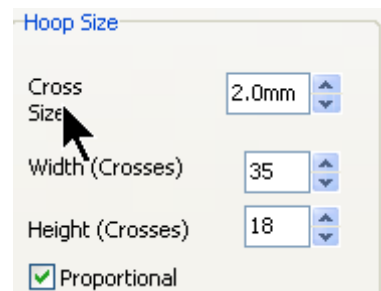 Hoop Size
Cross 2.0mm
Size
Width (Crosses) 35
Height (Crosses) 18
Proportional